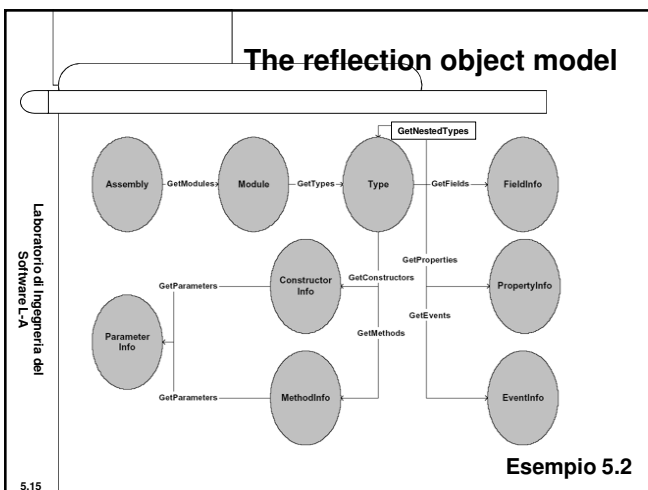 The reflection object model
GetNestedTypes
Assembly
GetModules
Module
GetTypes
Type
GetFields
FieldInfo
GetProperties
GetConstructors
GetParameters
Constructor
Info
PropertyInfo
GetEvents
Parameter
Info
GetMethods
GetParameters
MethodInfo
EventInfo
Laboratorio di Ingegneria del
Software L-A
Esempio 5.2
5.15